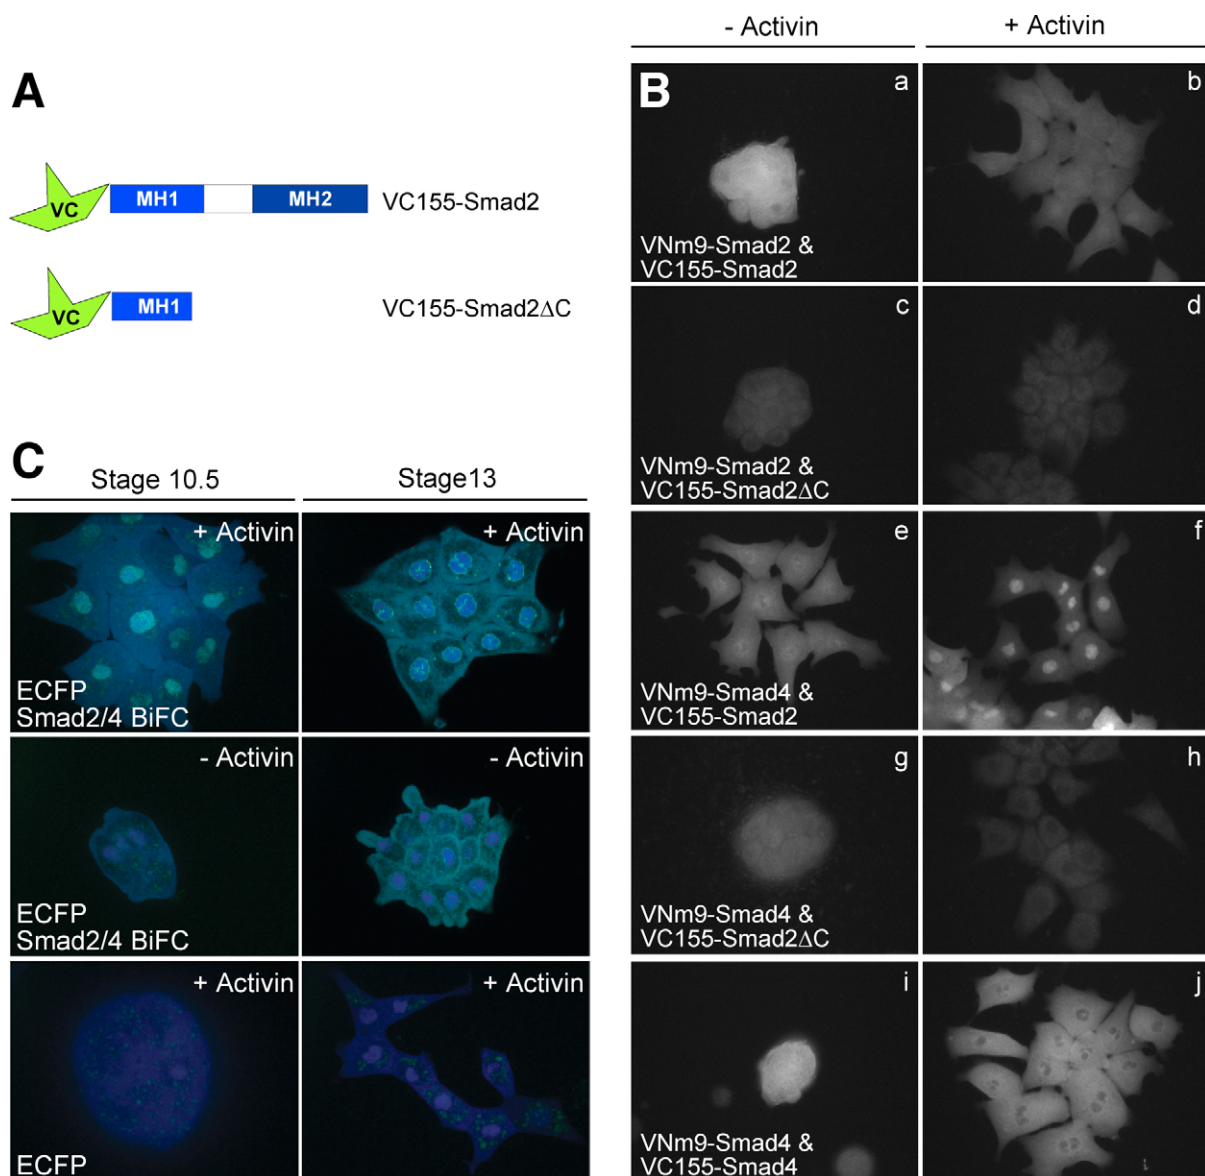 A
VC
MH1
MH2
VC155-Smad2
VC
MH1
VC155-Smad2ΔC
- Activin
+ Activin
B
a
VNm9-Smad2 &
VC155-Smad2
b
c
VNm9-Smad2 &
VC155-Smad2ΔC
d
e
VNm9-Smad4 &
VC155-Smad2
f
g
VNm9-Smad4 &
VC155-Smad2ΔC
h
i
VNm9-Smad4 &
VC155-Smad4
j
C
Stage 10.5
Stage13
+ Activin
ECFP
Smad2/4 BiFC
+ Activin
- Activin
ECFP
Smad2/4 BiFC
- Activin
+ Activin
ECFP
+ Activin